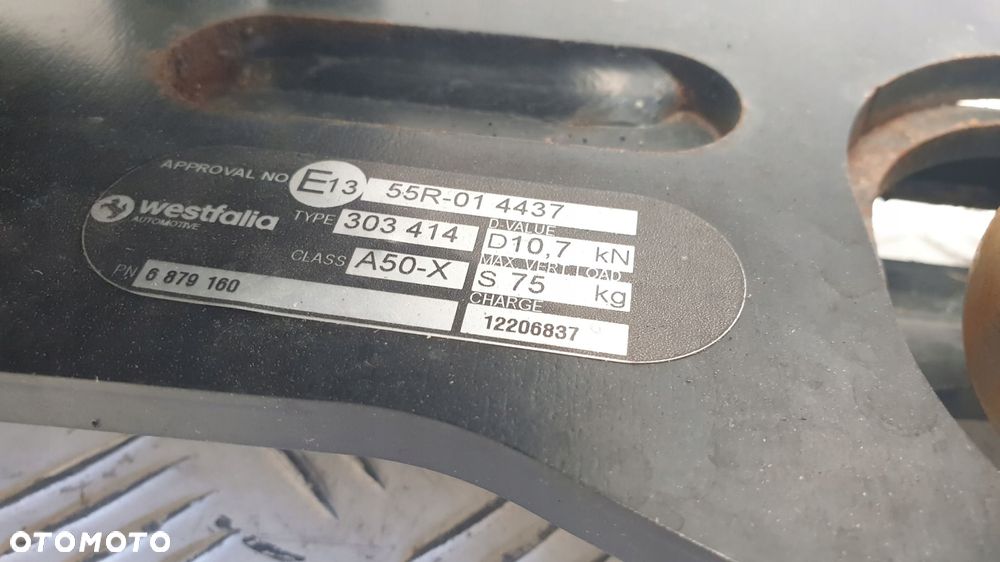 APPROVAL NO E13 55R-01 4437
westfalia
AUTOMOTIVE
TYPE 303 414
D-VALUE
D10,7 kN
CLASS A50-X
MAX. VERT. LOAD
S 75 kg
PN 6 879 160
CHARGE
12206837
OTOMOTO